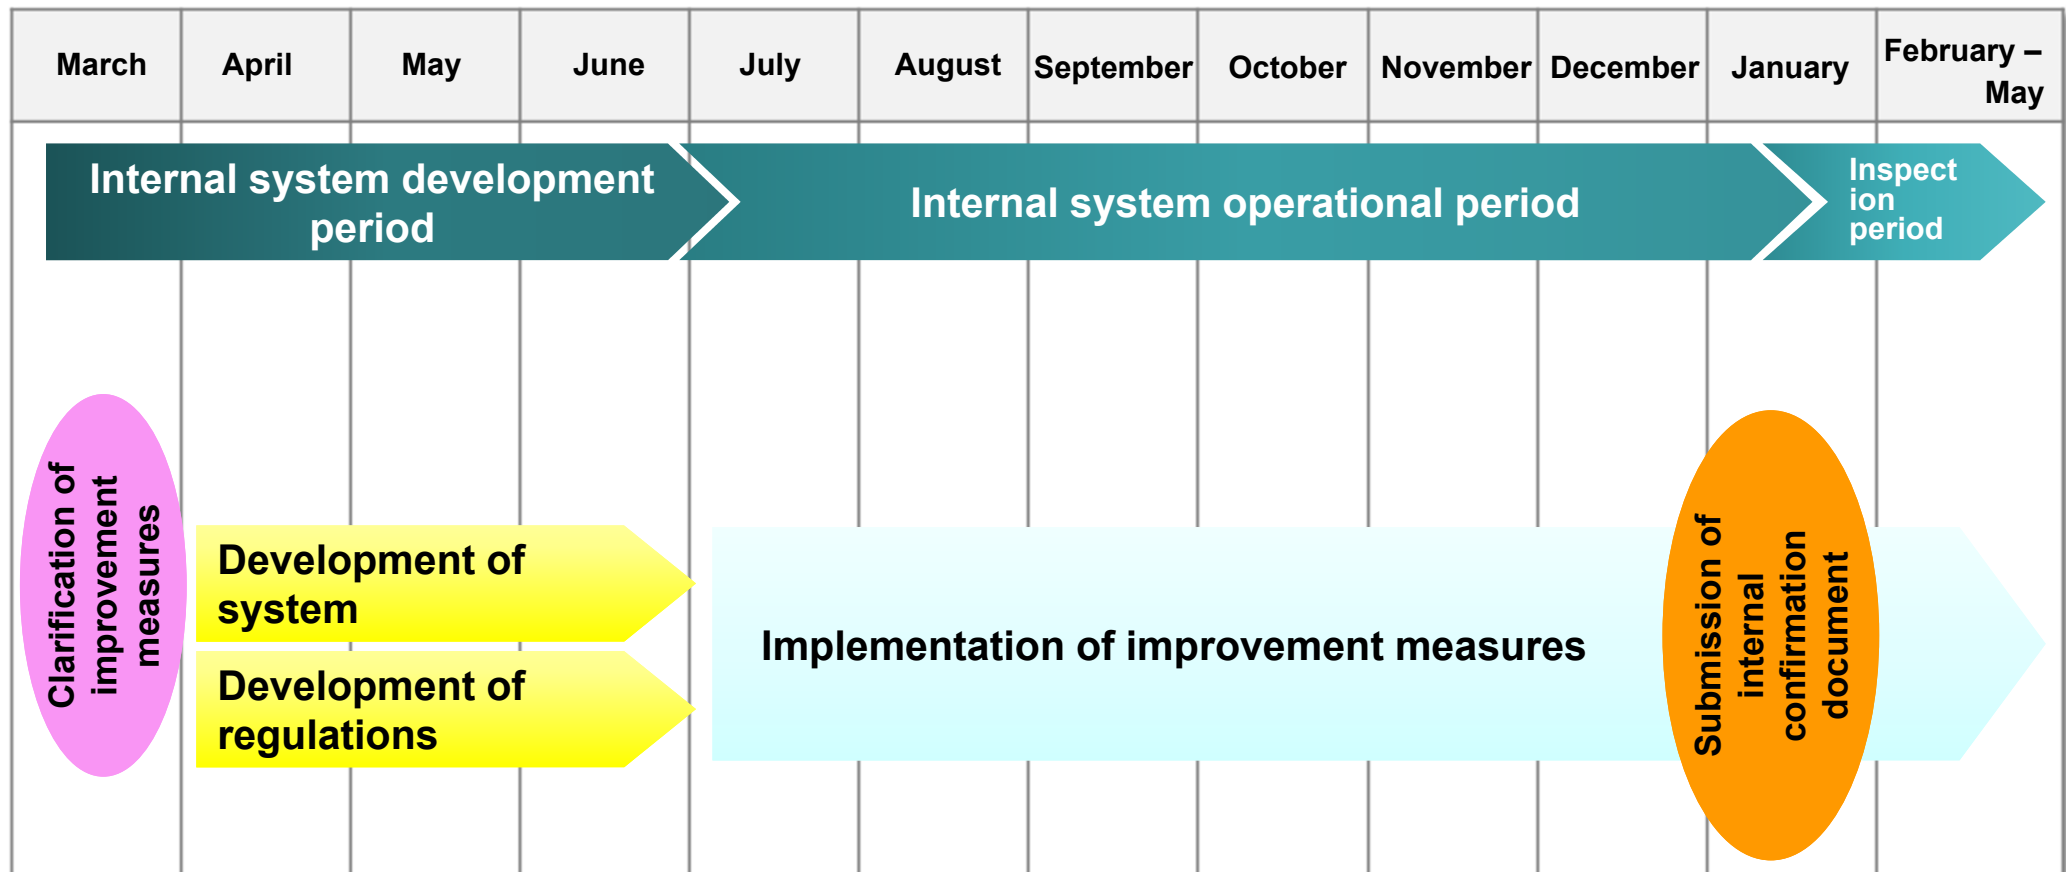 March
April
May
June
July
August
September
October
November
December
January
February –
May
Internal system development
period
Internal system operational period
Inspect
ion
period
Clarification of
improvement
measures
Development of
system
Development of
regulations
Implementation of improvement measures
Submission of
internal
confirmation
document